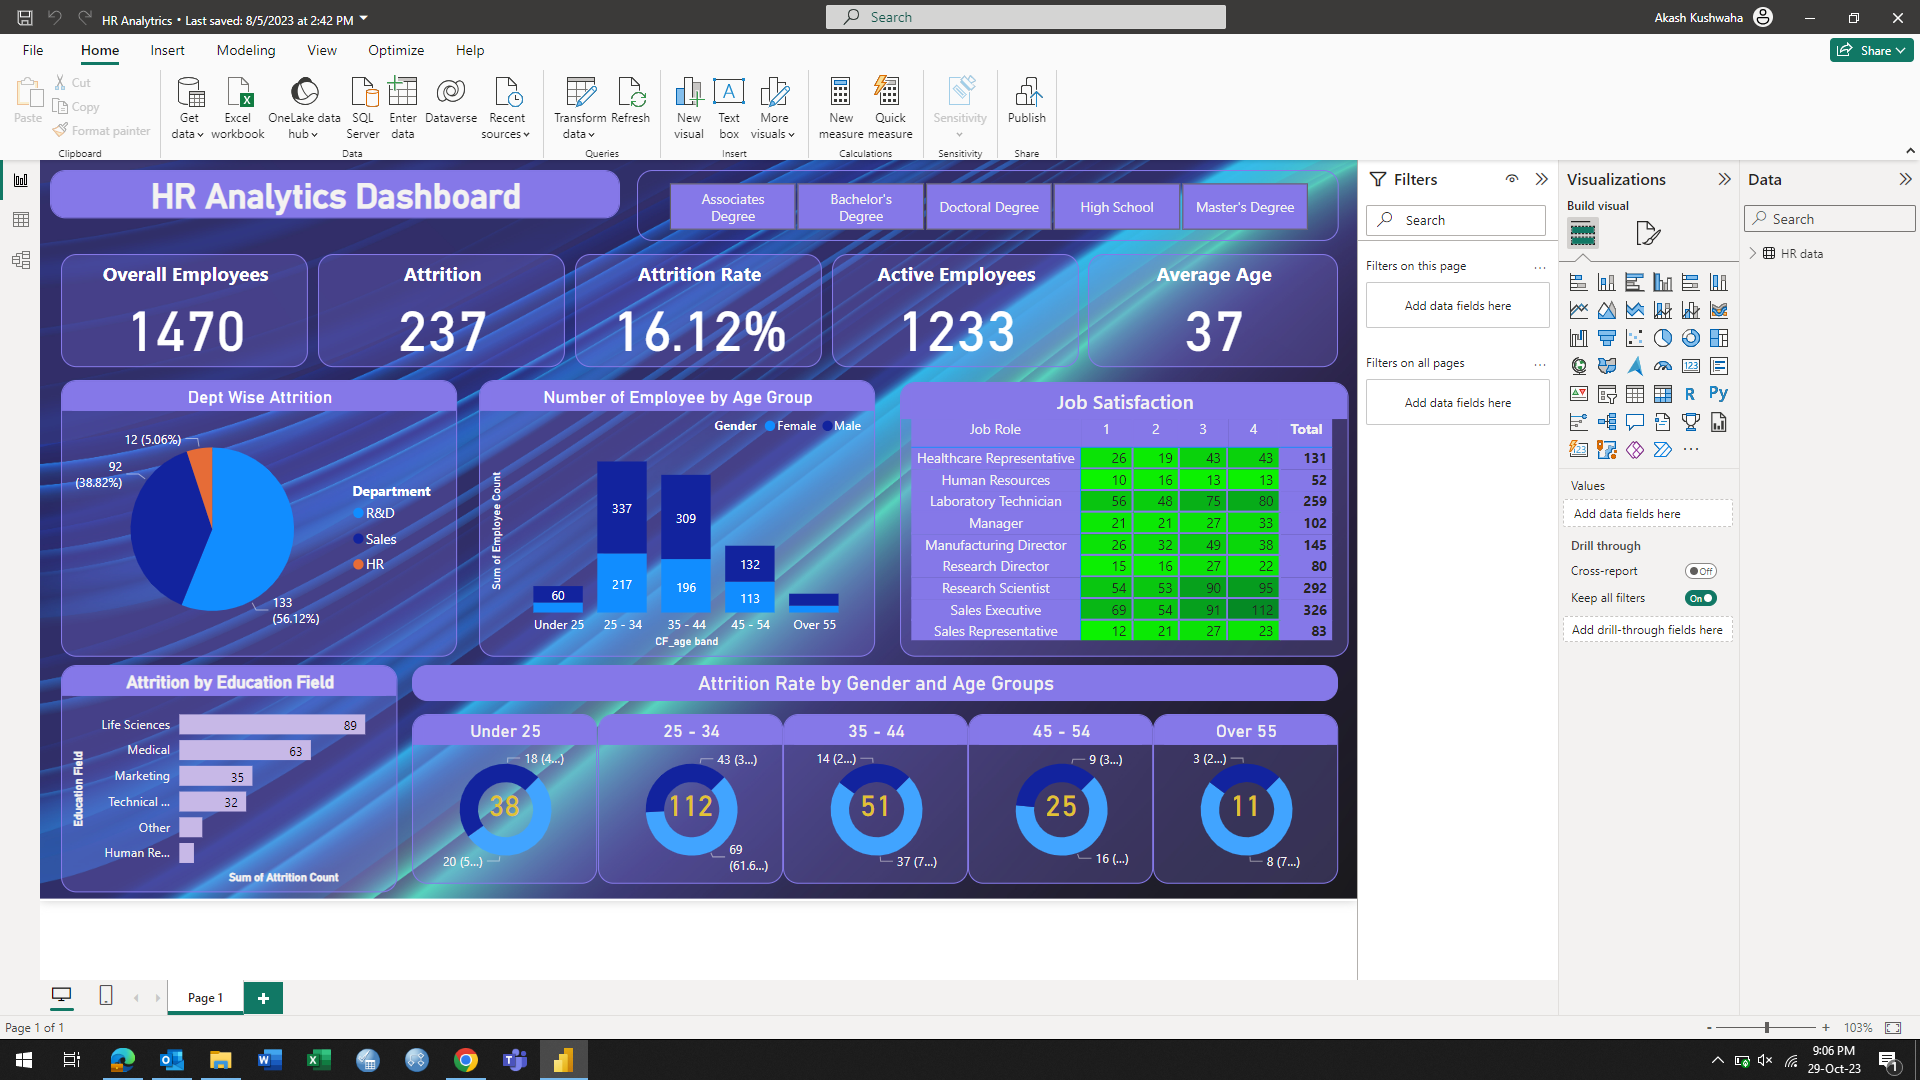 HR Analytrics • Last saved: 8/5/2023 at 2:42 PM
Search
Akash Kushwaha
File
Home
Insert
Modeling
View
Optimize
Help
Share
Paste
Cut
Copy
Format painter
Clipboard
Get data
Excel workbook
OneLake data hub
SQL Server
Enter data
Dataverse
Recent sources
Data
Transform data
Refresh
Queries
New visual
Text box
More visuals
Insert
New measure
Quick measure
Calculations
Sensitivity
Sensitivity
Publish
Share
HR Analytics Dashboard
Associates Degree
Bachelor's Degree
Doctoral Degree
High School
Master's Degree
Overall Employees
1470
Attrition
237
Attrition Rate
16.12%
Active Employees
1233
Average Age
37
Dept Wise Attrition
12 (5.06%)
92 (38.82%)
133 (56.12%)
Department
R&D
Sales
HR
Number of Employee by Age Group
Gender Female Male
Sum of Employee Count
60
337
217
309
196
132
113
Under 25
25 - 34
35 - 44
45 - 54
Over 55
CF_age band
Job Satisfaction
Job Role 1 2 3 4 Total
Healthcare Representative 26 19 43 43 131
Human Resources 10 16 13 13 52
Laboratory Technician 56 48 75 80 259
Manager 21 21 27 33 102
Manufacturing Director 26 32 49 38 145
Research Director 15 16 27 22 80
Research Scientist 54 53 90 95 292
Sales Executive 69 54 91 112 326
Sales Representative 12 21 27 23 83
Attrition by Education Field
Education Field
Life Sciences 89
Medical 63
Marketing 35
Technical ... 32
Other
Human Re...
Sum of Attrition Count
Attrition Rate by Gender and Age Groups
Under 25
18 (4...)
38
20 (5...)
25 - 34
43 (3...)
112
69 (61.6...)
35 - 44
14 (2...)
51
37 (7...)
45 - 54
9 (3...)
25
16 (...)
Over 55
3 (2...)
11
8 (7...)
Filters
Search
Filters on this page ...
Add data fields here
Filters on all pages ...
Add data fields here
Visualizations
Build visual
123
R
Py
123
...
Values
Add data fields here
Drill through
Cross-report
Off
Keep all filters
On
Add drill-through fields here
Data
Search
HR data
Page 1
+
Page 1 of 1
- + 103%
9:06 PM
29-Oct-23
1